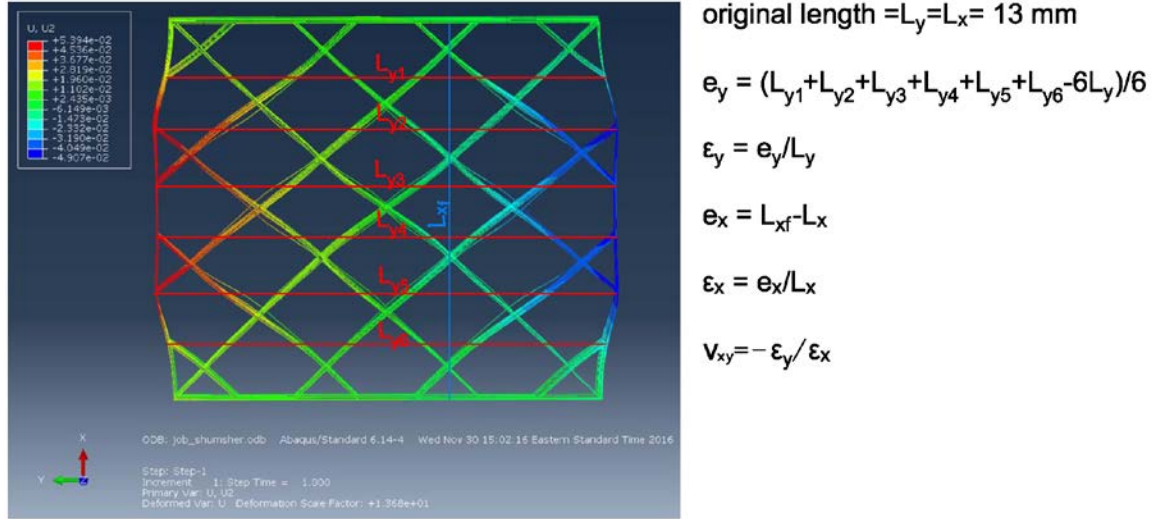 U, U2
+5.394e-02
+4.536e-02
+3.677e-02
+2.819e-02
+1.960e-02
+1.102e-02
+2.435e-03
-6.149e-03
-1.473e-02
-2.332e-02
-3.190e-02
-4.049e-02
-4.907e-02
Ly1
Ly2
Ly3
Lxf
Ly4
Ly5
Ly6
X
Y
ODB: job_shumsher.odb Abaqus/Standard 6.14-4 Wed Nov 30 15:02:16 Eastern Standard Time 2016
Step: Step-1
Increment 1: Step Time = 1.000
Primary Var: U, U2
Deformed Var: U Deformation Scale Factor: +1.368e+01
original length =Ly=Lx= 13 mm
ey = (Ly1+Ly2+Ly3+Ly4+Ly5+Ly6-6Ly)/6
εy = ey/Ly
ex = Lxf-Lx
εx = ex/Lx
vxy=−εy/εx